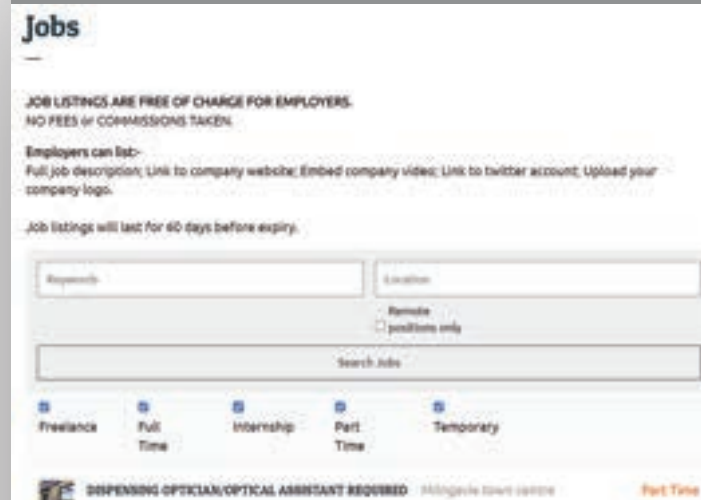 Jobs
JOB LISTINGS ARE FREE OF CHARGE FOR EMPLOYERS.
NO FEES or COMMISSIONS TAKEN.
Employers can list:-
Full job description; Link to company website; Embed company video; Link to twitter account; Upload your
company logo.
Job listings will last for 60 days before expiry.
Keywords Location
Remote
positions only
Search Jobs
Freelance Full Internship Part Temporary
Time Time
DISPENSING OPTICIAN/OPTICAL ASSISTANT REQUIRED Milngavie town centre Part Time